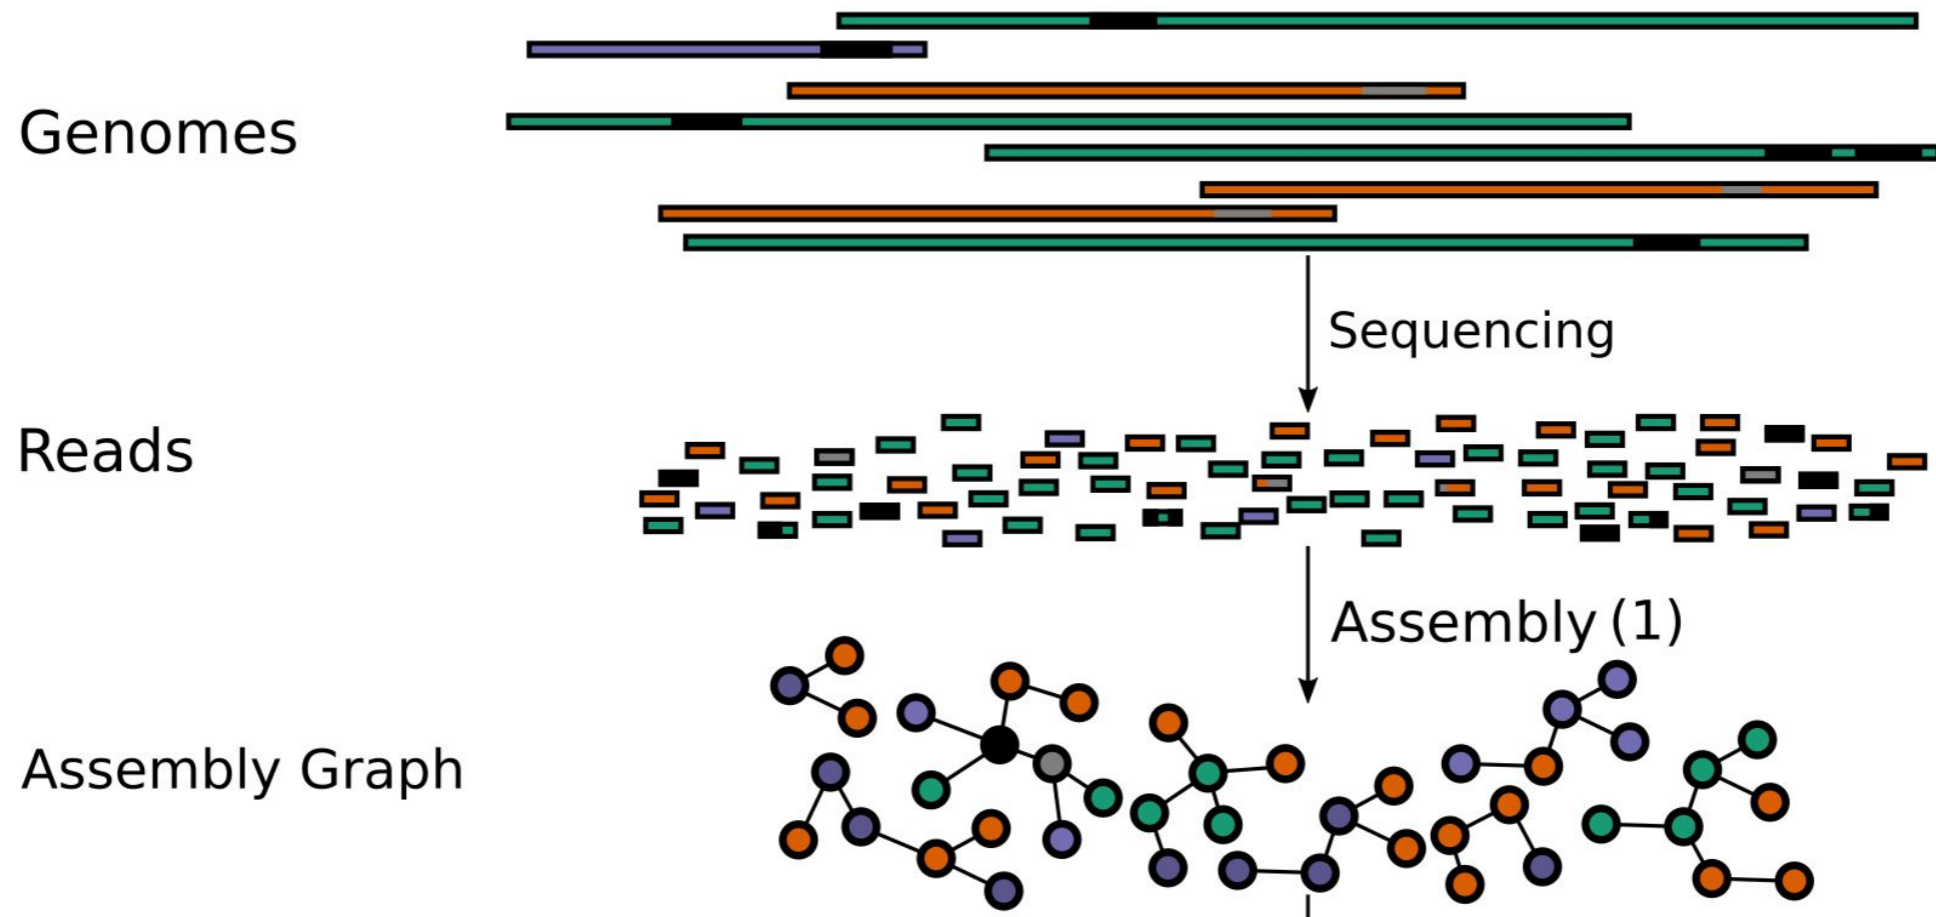 Genomes
Sequencing
Reads
Assembly (1)
Assembly Graph